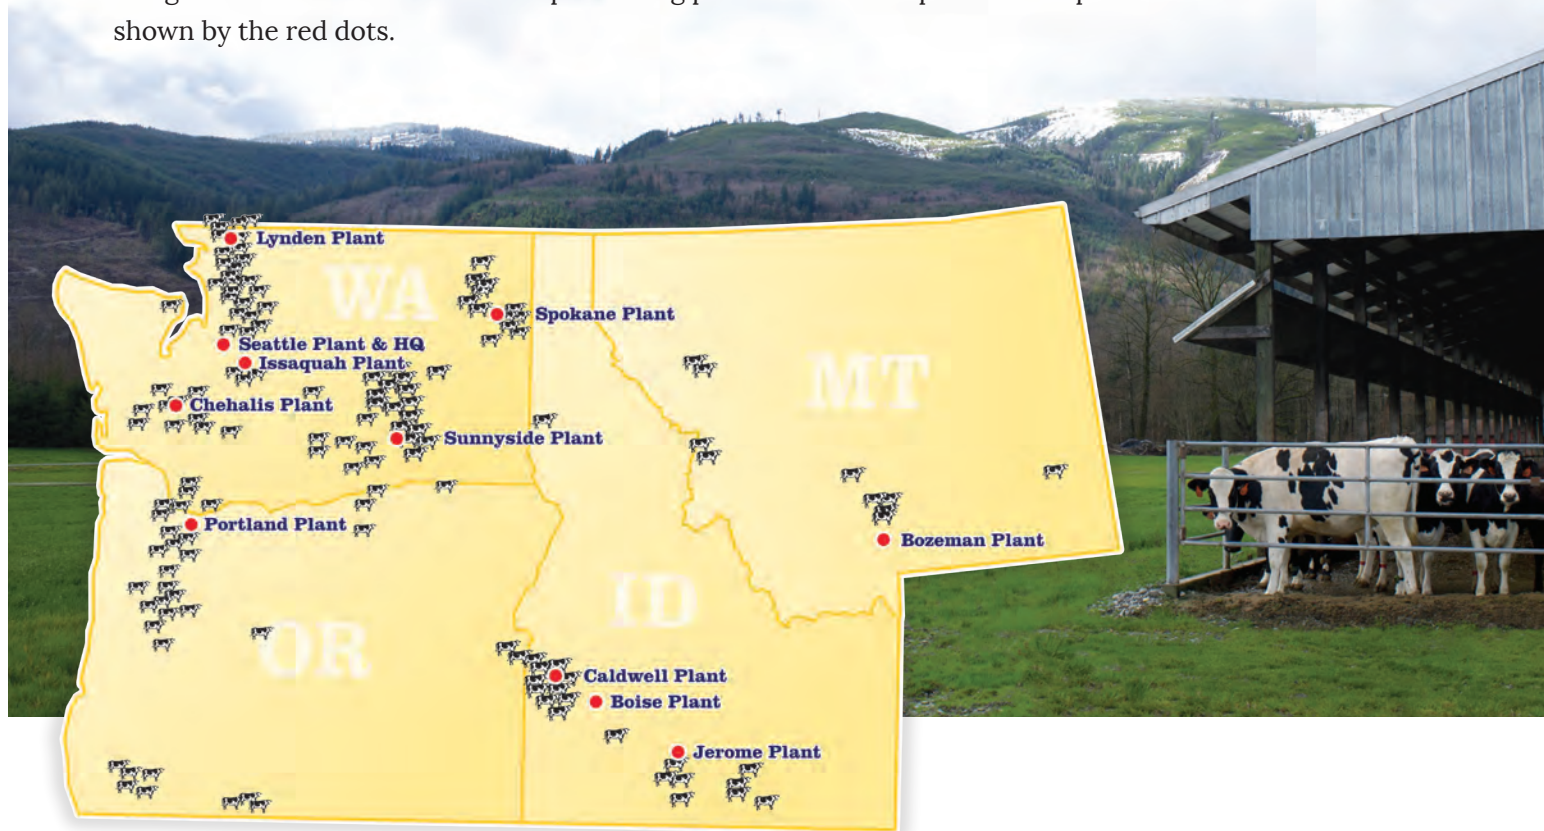 shown by the red dots.
Lynden Plant
WA
Spokane Plant
Seattle Plant & HQ
Issaquah Plant
MT
Chehalis Plant
Sunnyside Plant
Portland Plant
Bozeman Plant
ID
OR
Caldwell Plant
Boise Plant
Jerome Plant